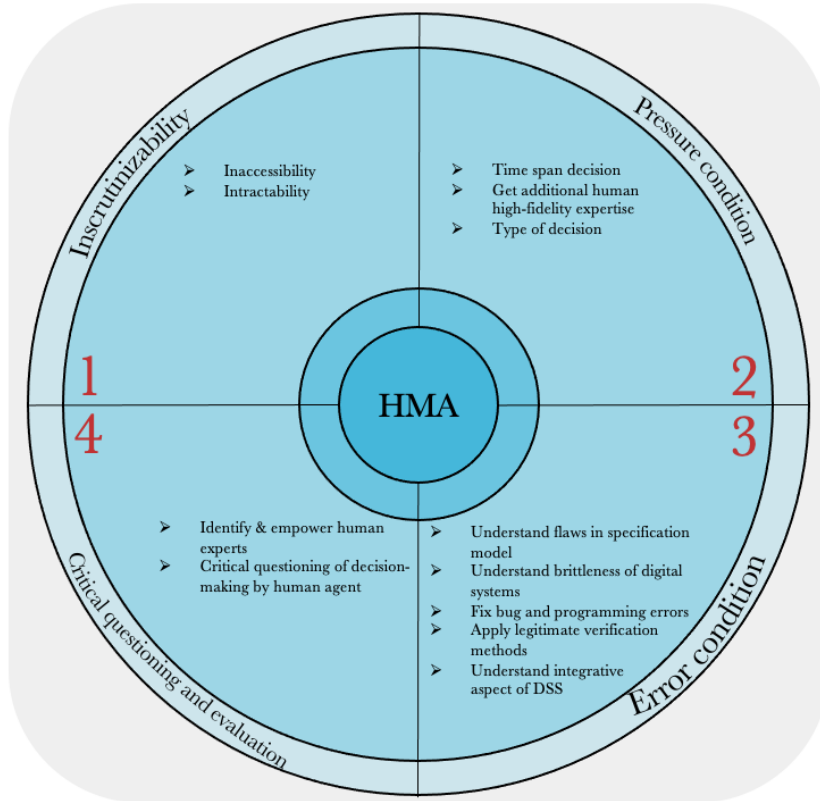 Inscrutinizability
➢ Inaccessibility
➢ Intractability
1
Pressure condition
➢ Time span decision
➢ Get additional human
high-fidelity expertise
➢ Type of decision
2
HMA
4
➢ Identify & empower human
experts
➢ Critical questioning of decision-
making by human agent
Critical questioning and evaluation
3
➢ Understand flaws in specification
model
➢ Understand brittleness of digital
systems
➢ Fix bug and programming errors
➢ Apply legitimate verification
methods
➢ Understand integrative
aspect of DSS
Error condition